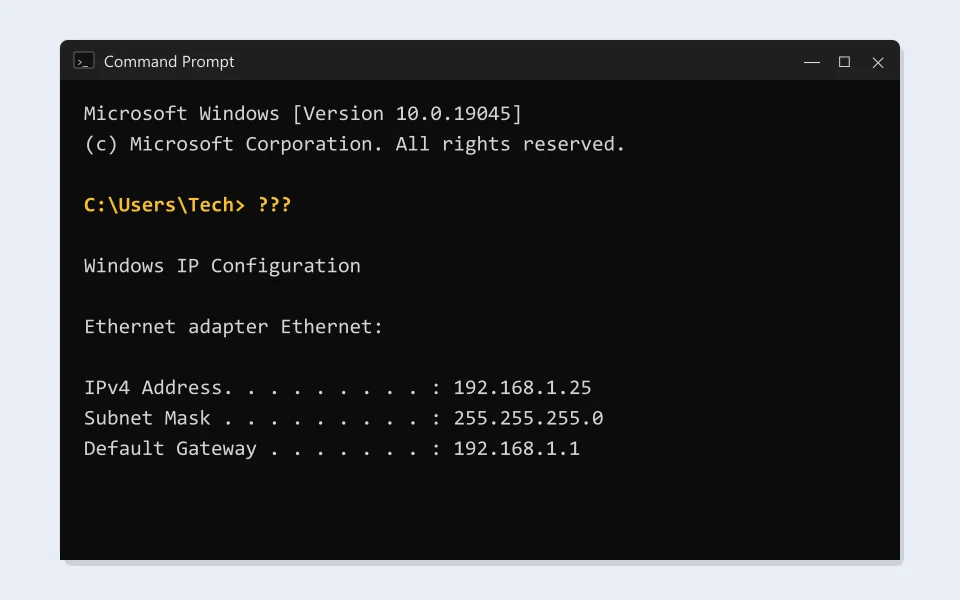 Command Prompt
Microsoft Windows [Version 10.0.19045]
(c) Microsoft Corporation. All rights reserved.
C:\Users\Tech> ???
Windows IP Configuration
Ethernet adapter Ethernet:
IPv4 Address. . . . . . . . . : 192.168.1.25
Subnet Mask . . . . . . . . . : 255.255.255.0
Default Gateway . . . . . . . : 192.168.1.1